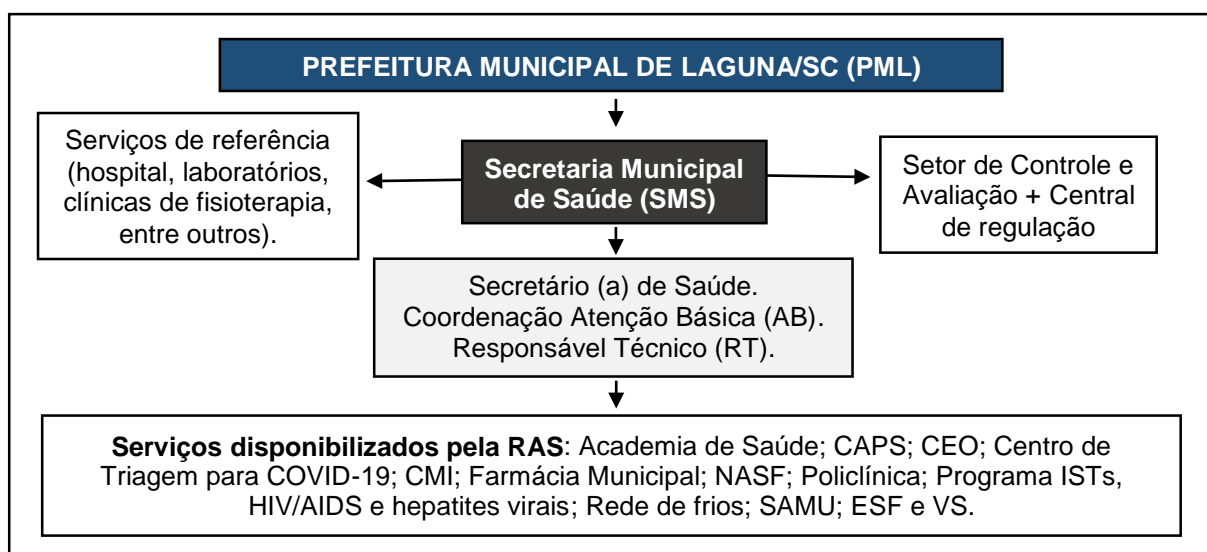 PREFEITURA MUNICIPAL DE LAGUNA/SC (PML)
Serviços de referência
(hospital, laboratórios,
clínicas de fisioterapia,
entre outros).
Secretaria Municipal
de Saúde (SMS)
Setor de Controle e
Avaliação + Central
de regulação
Secretário (a) de Saúde.
Coordenação Atenção Básica (AB).
Responsável Técnico (RT).
Serviços disponibilizados pela RAS: Academia de Saúde; CAPS; CEO; Centro de
Triagem para COVID-19; CMI; Farmácia Municipal; NASF; Policlínica; Programa ISTs,
HIV/AIDS e hepatites virais; Rede de frios; SAMU; ESF e VS.